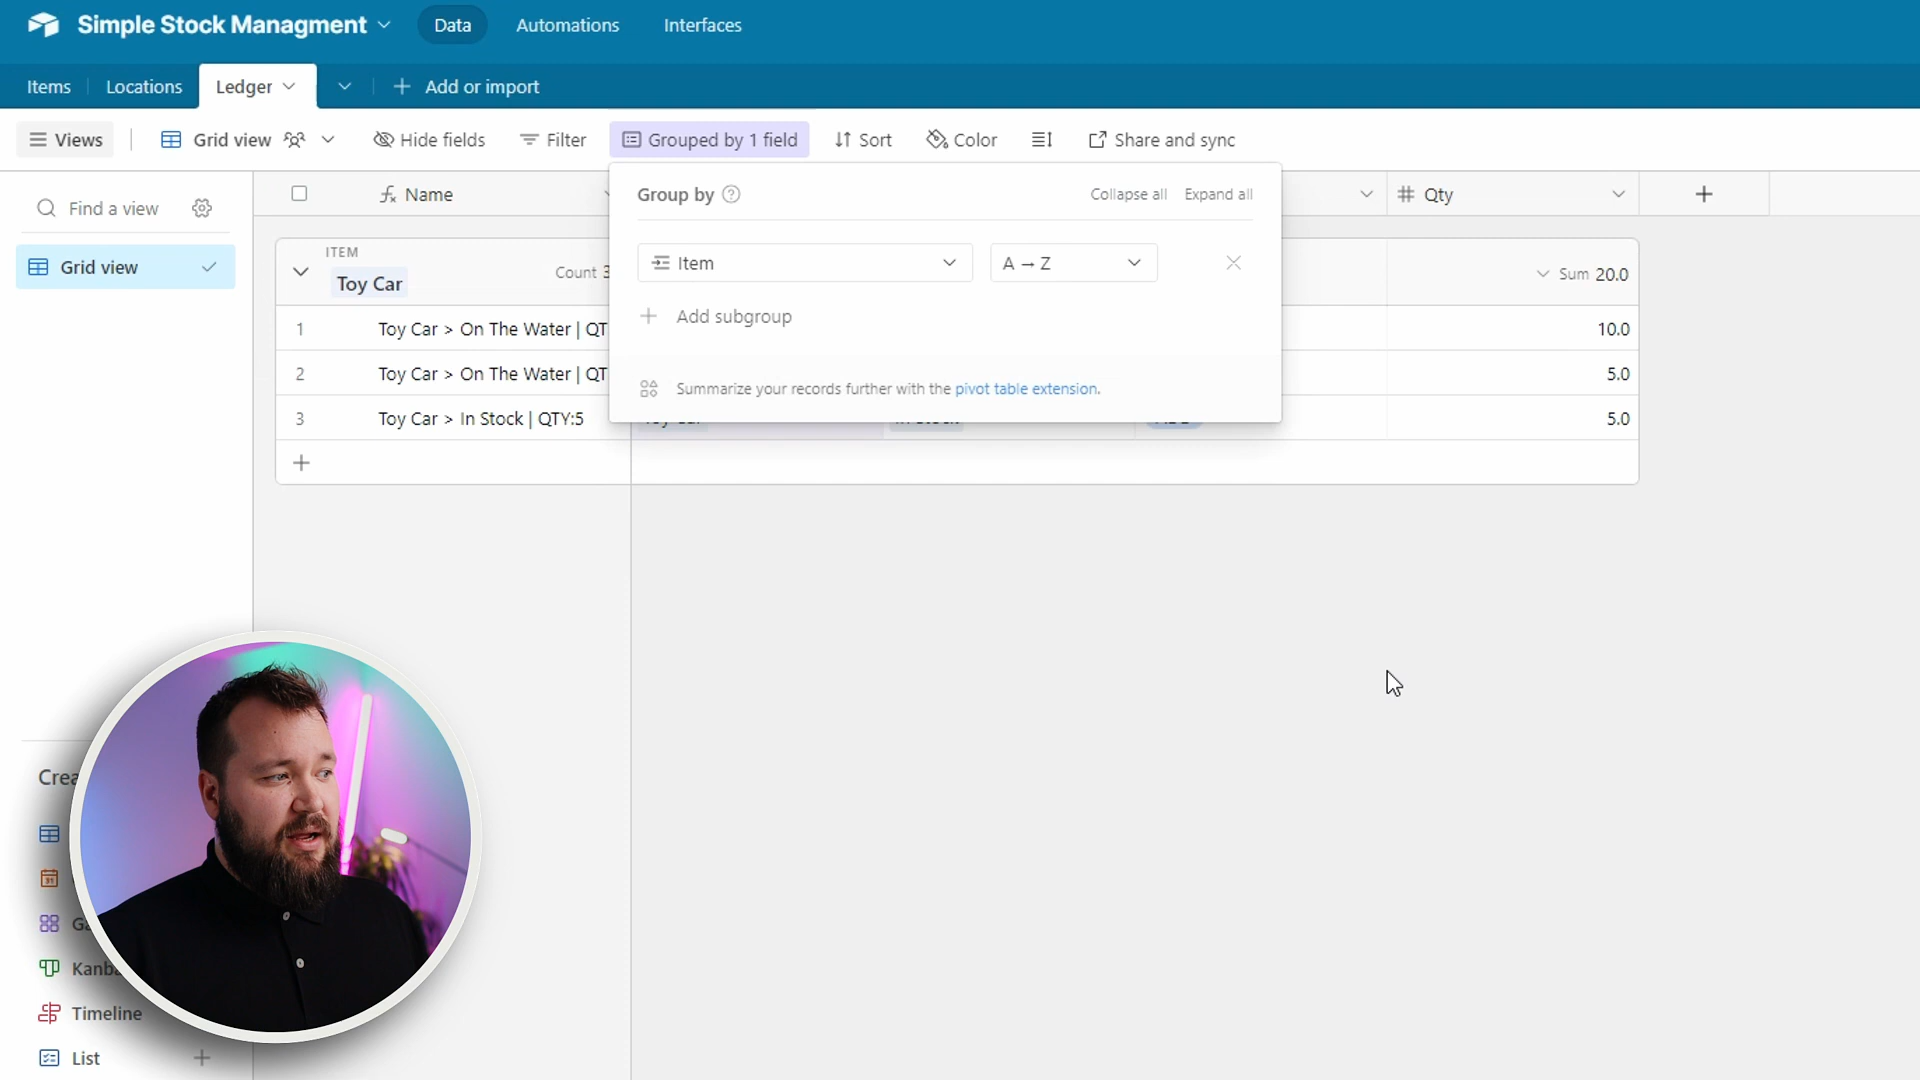 Simple Stock Managment
Data
Automations
Interfaces
Items
Locations
Ledger
Add or import
Views
Grid view
Hide fields
Filter
Grouped by 1 field
Sort
Color
Share and sync
Find a view
Grid view
Name
Qty
Group by
Collapse all
Expand all
Item
A → Z
Add subgroup
Summarize your records further with the pivot table extension.
ITEM
Toy Car
Count 3
Sum 20.0
1 Toy Car > On The Water | QT 10.0
2 Toy Car > On The Water | QT 5.0
3 Toy Car > In Stock | QTY:5 5.0
Timeline
List